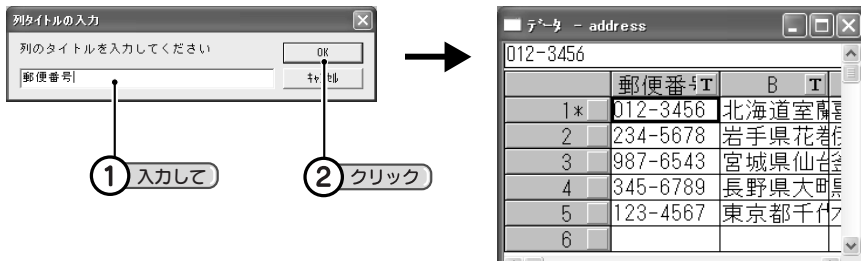 列タイトルの入力
列のタイトルを入力してください
OK
郵便番号
キャンセル
1 入力して
2 クリック
データ - address
012-3456
郵便番 T B T
1* 012-3456 北海道室蘭
2 234-5678 岩手県花巻
3 987-6543 宮城県仙台
4 345-6789 長野県大町
5 123-4567 東京都千代
6